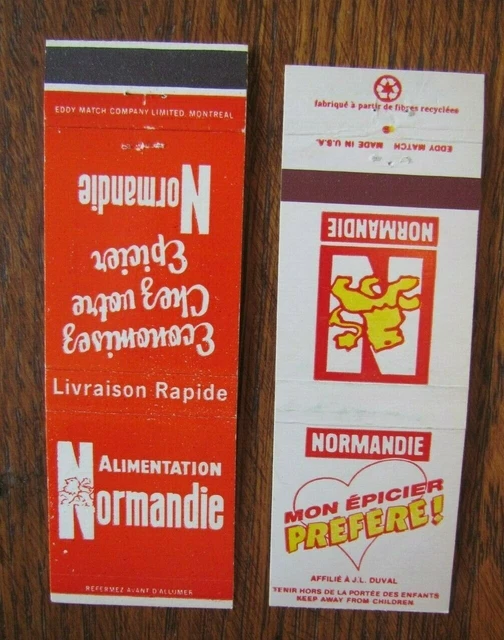 EDDY MATCH COMPANY LIMITED, MONTREAL
Normandie
Economisez
Chez votre
Epicier
Livraison Rapide
ALIMENTATION
Normandie
REFERMEZ AVANT D'ALLUMER
fabriqué à partir de fibres recyclées
EDDY MATCH MADE IN U.S.A.
NORMANDIE
N
NORMANDIE
MON ÉPICIER
PRÉFÉRÉ!
AFFILIÉ À J.L. DUVAL
TENIR HORS DE LA PORTÉE DES ENFANTS
KEEP AWAY FROM CHILDREN